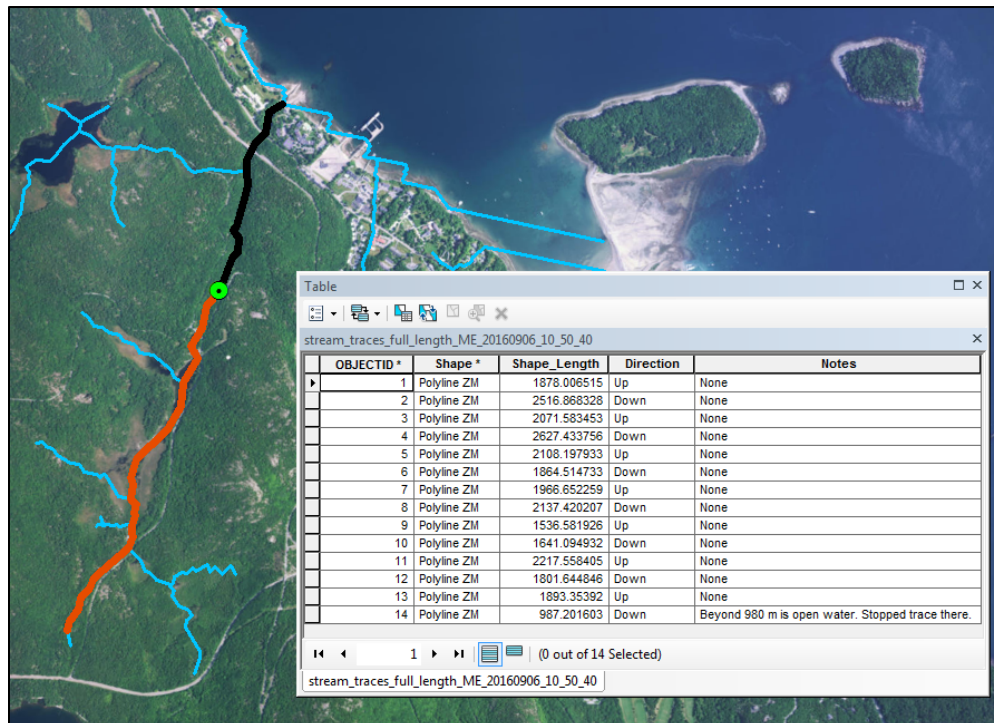 Table
stream_traces_full_length_ME_20160906_10_50_40
OBJECTID * Shape * Shape_Length Direction Notes
1 Polyline ZM 1878.006515 Up None
2 Polyline ZM 2516.868328 Down None
3 Polyline ZM 2071.583453 Up None
4 Polyline ZM 2627.433756 Down None
5 Polyline ZM 2108.197933 Up None
6 Polyline ZM 1864.514733 Down None
7 Polyline ZM 1966.652259 Up None
8 Polyline ZM 2137.420207 Down None
9 Polyline ZM 1536.581926 Up None
10 Polyline ZM 1641.094932 Down None
11 Polyline ZM 2217.558405 Up None
12 Polyline ZM 1801.644846 Down None
13 Polyline ZM 1893.35392 Up None
14 Polyline ZM 987.201603 Down Beyond 980 m is open water. Stopped trace there.
1 (0 out of 14 Selected)
stream_traces_full_length_ME_20160906_10_50_40